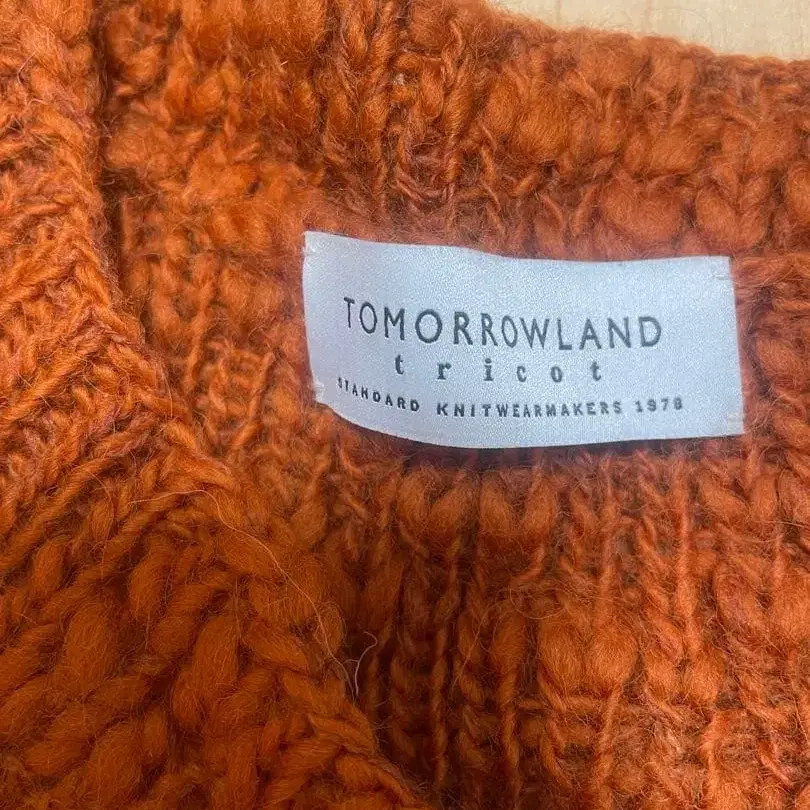 TOMORROWLAND
tricot
STANDARD KNITWEARMAKERS 1978